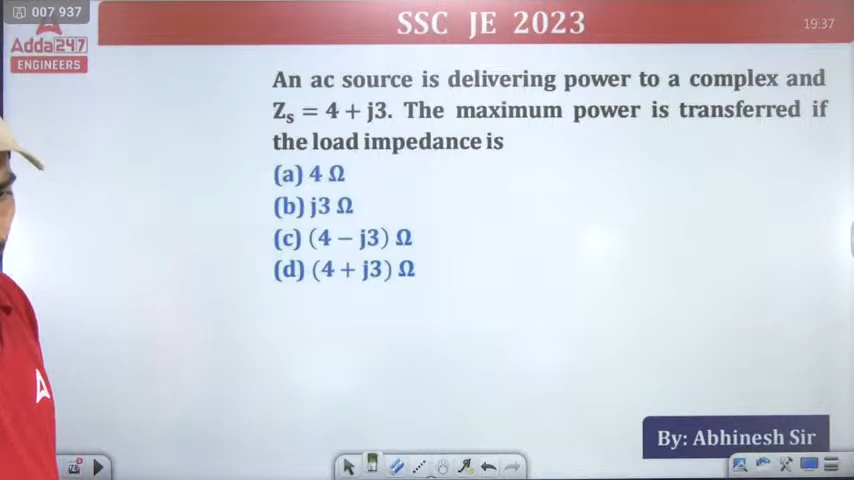 007 937
SSC JE 2023
19:37
Adda247
ENGINEERS
An ac source is delivering power to a complex and
Zₛ = 4 + j3. The maximum power is transferred if
the load impedance is
(a) 4 Ω
(b) j3 Ω
(c) (4 − j3) Ω
(d) (4 + j3) Ω
By: Abhinesh Sir